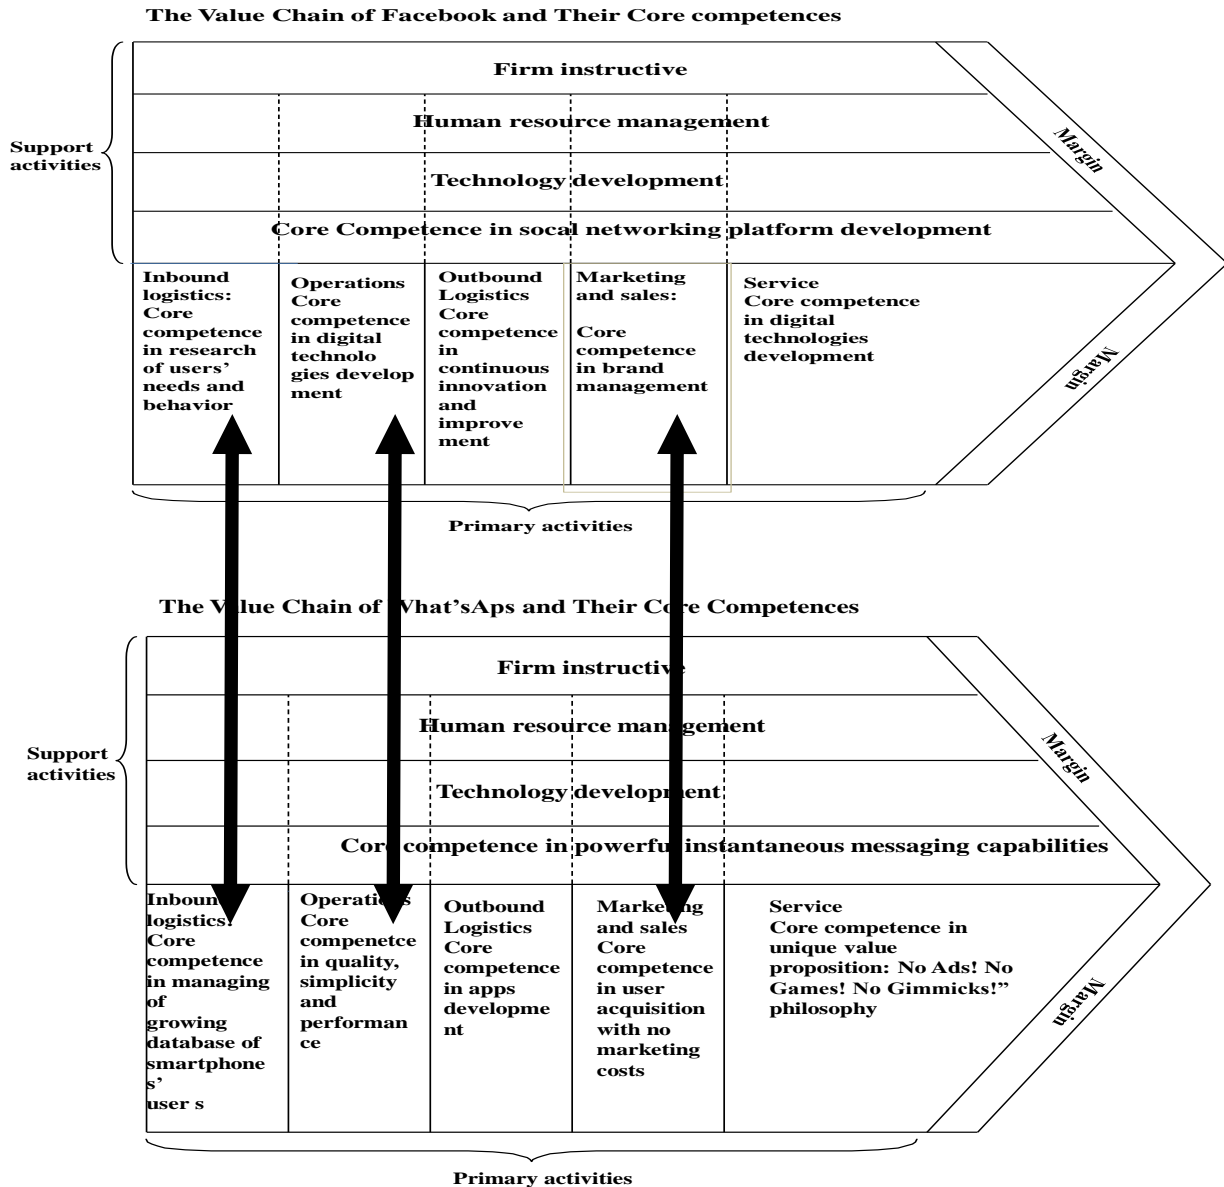 The Value Chain of Facebook and Their Core competences
Firm instructive
Human resource management
Support
activities
Technology development
Core Competence in socal networking platform development
Margin
Inbound
logistics:
Core
competence
in research
of users’
needs and
behavior
Operations
Core
competence
in digital
technolo
gies develop
ment
Outbound
Logistics
Core
competence
in
continuous
innovation
and
improve
ment
Marketing
and sales:
Core
competence
in brand
management
Service
Core competence
in digital
technologies
development
Margin
Primary activities
The Value Chain of What’sAps and Their Core Competences
Firm instructive
Human resource management
Support
activities
Technology development
Core competence in powerful instantaneous messaging capabilities
Margin
Inbound
logistics:
Core
competence
in managing
of
growing
database of
smartphone
s’
user s
Operations
Core
compenetce
in quality,
simplicity
and
performan
ce
Outbound
Logistics
Core
competence
in apps
developme
nt
Marketing
and sales
Core
competence
in user
acquisition
with no
marketing
costs
Service
Core competence in
unique value
proposition: No Ads! No
Games! No Gimmicks!”
philosophy
Margin
Primary activities